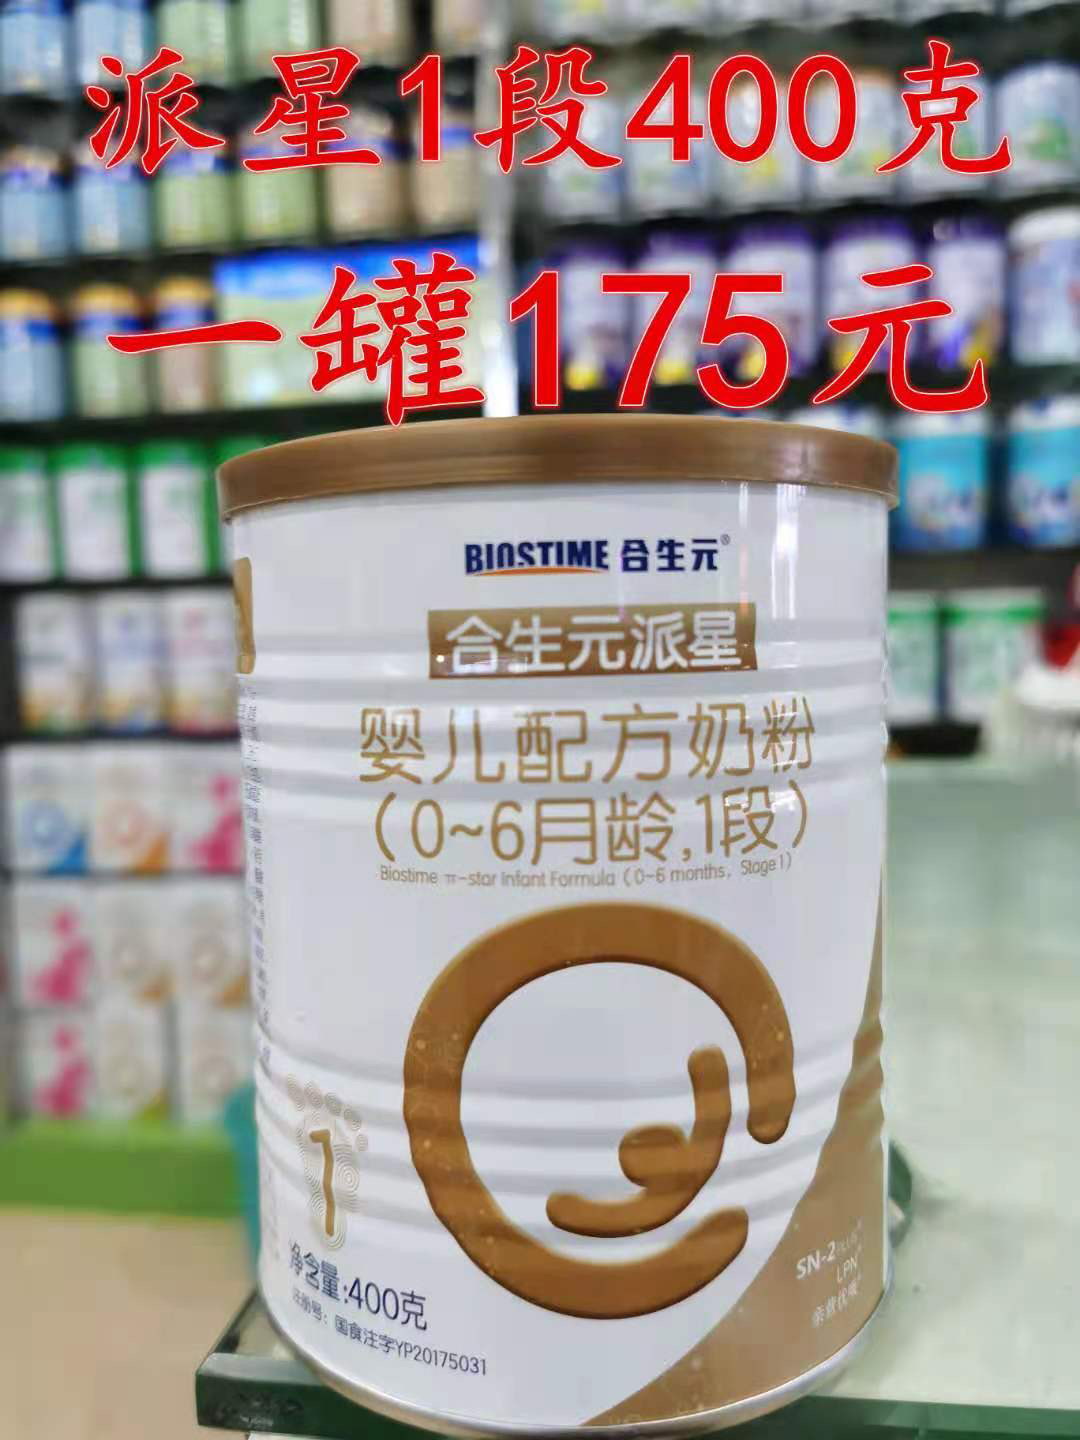 派星1段400克
一罐175元
BIOSTIME 合生元®
合生元派星
婴儿配方奶粉
(0~6月龄,1段)
Biostime π-star Infant Formula (0-6 months, Stage 1)
1
净含量:400克
注册号:国食注字YP20175031
SN-2 PLUS
LPN